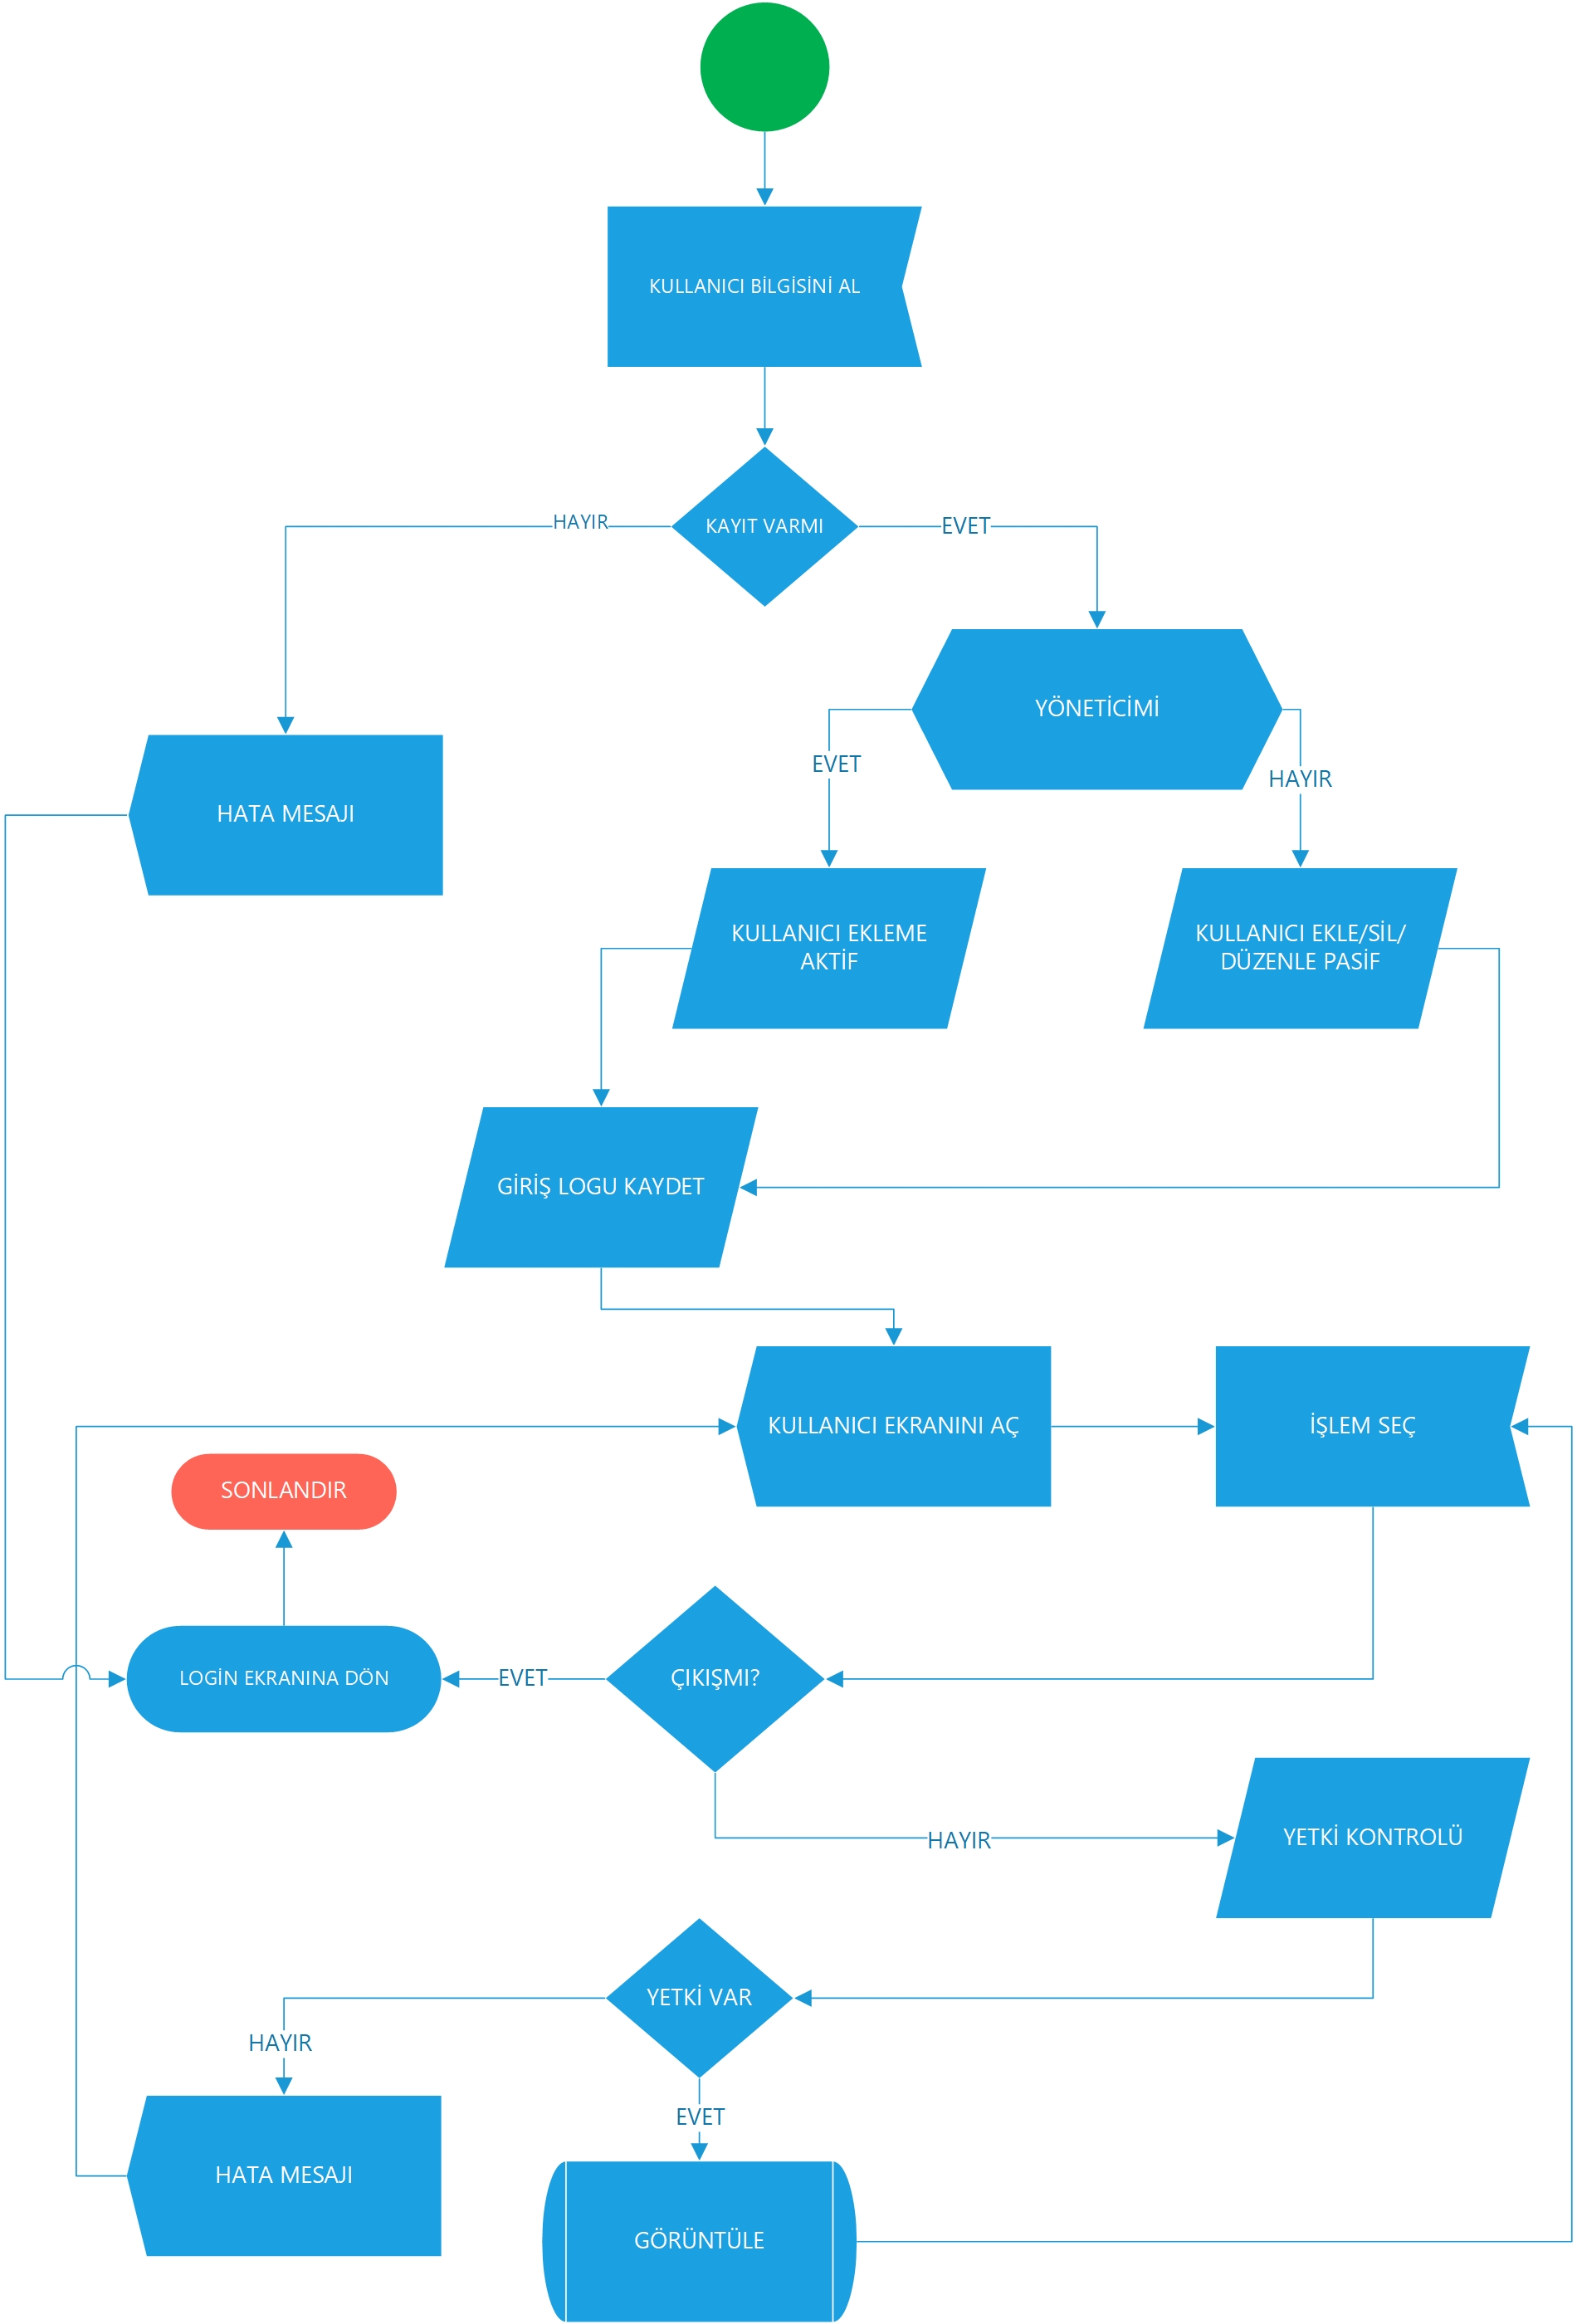 KULLANICI BİLGİSİNİ AL
KAYIT VARMI
HAYIR
EVET
YÖNETİCİMİ
EVET
HAYIR
HATA MESAJI
KULLANICI EKLEME
AKTİF
KULLANICI EKLE/SİL/
DÜZENLE PASİF
GİRİŞ LOGU KAYDET
KULLANICI EKRANINI AÇ
İŞLEM SEÇ
SONLANDIR
LOGİN EKRANINA DÖN
EVET
ÇIKIŞMI?
HAYIR
YETKİ KONTROLÜ
YETKİ VAR
HAYIR
EVET
HATA MESAJI
GÖRÜNTÜLE